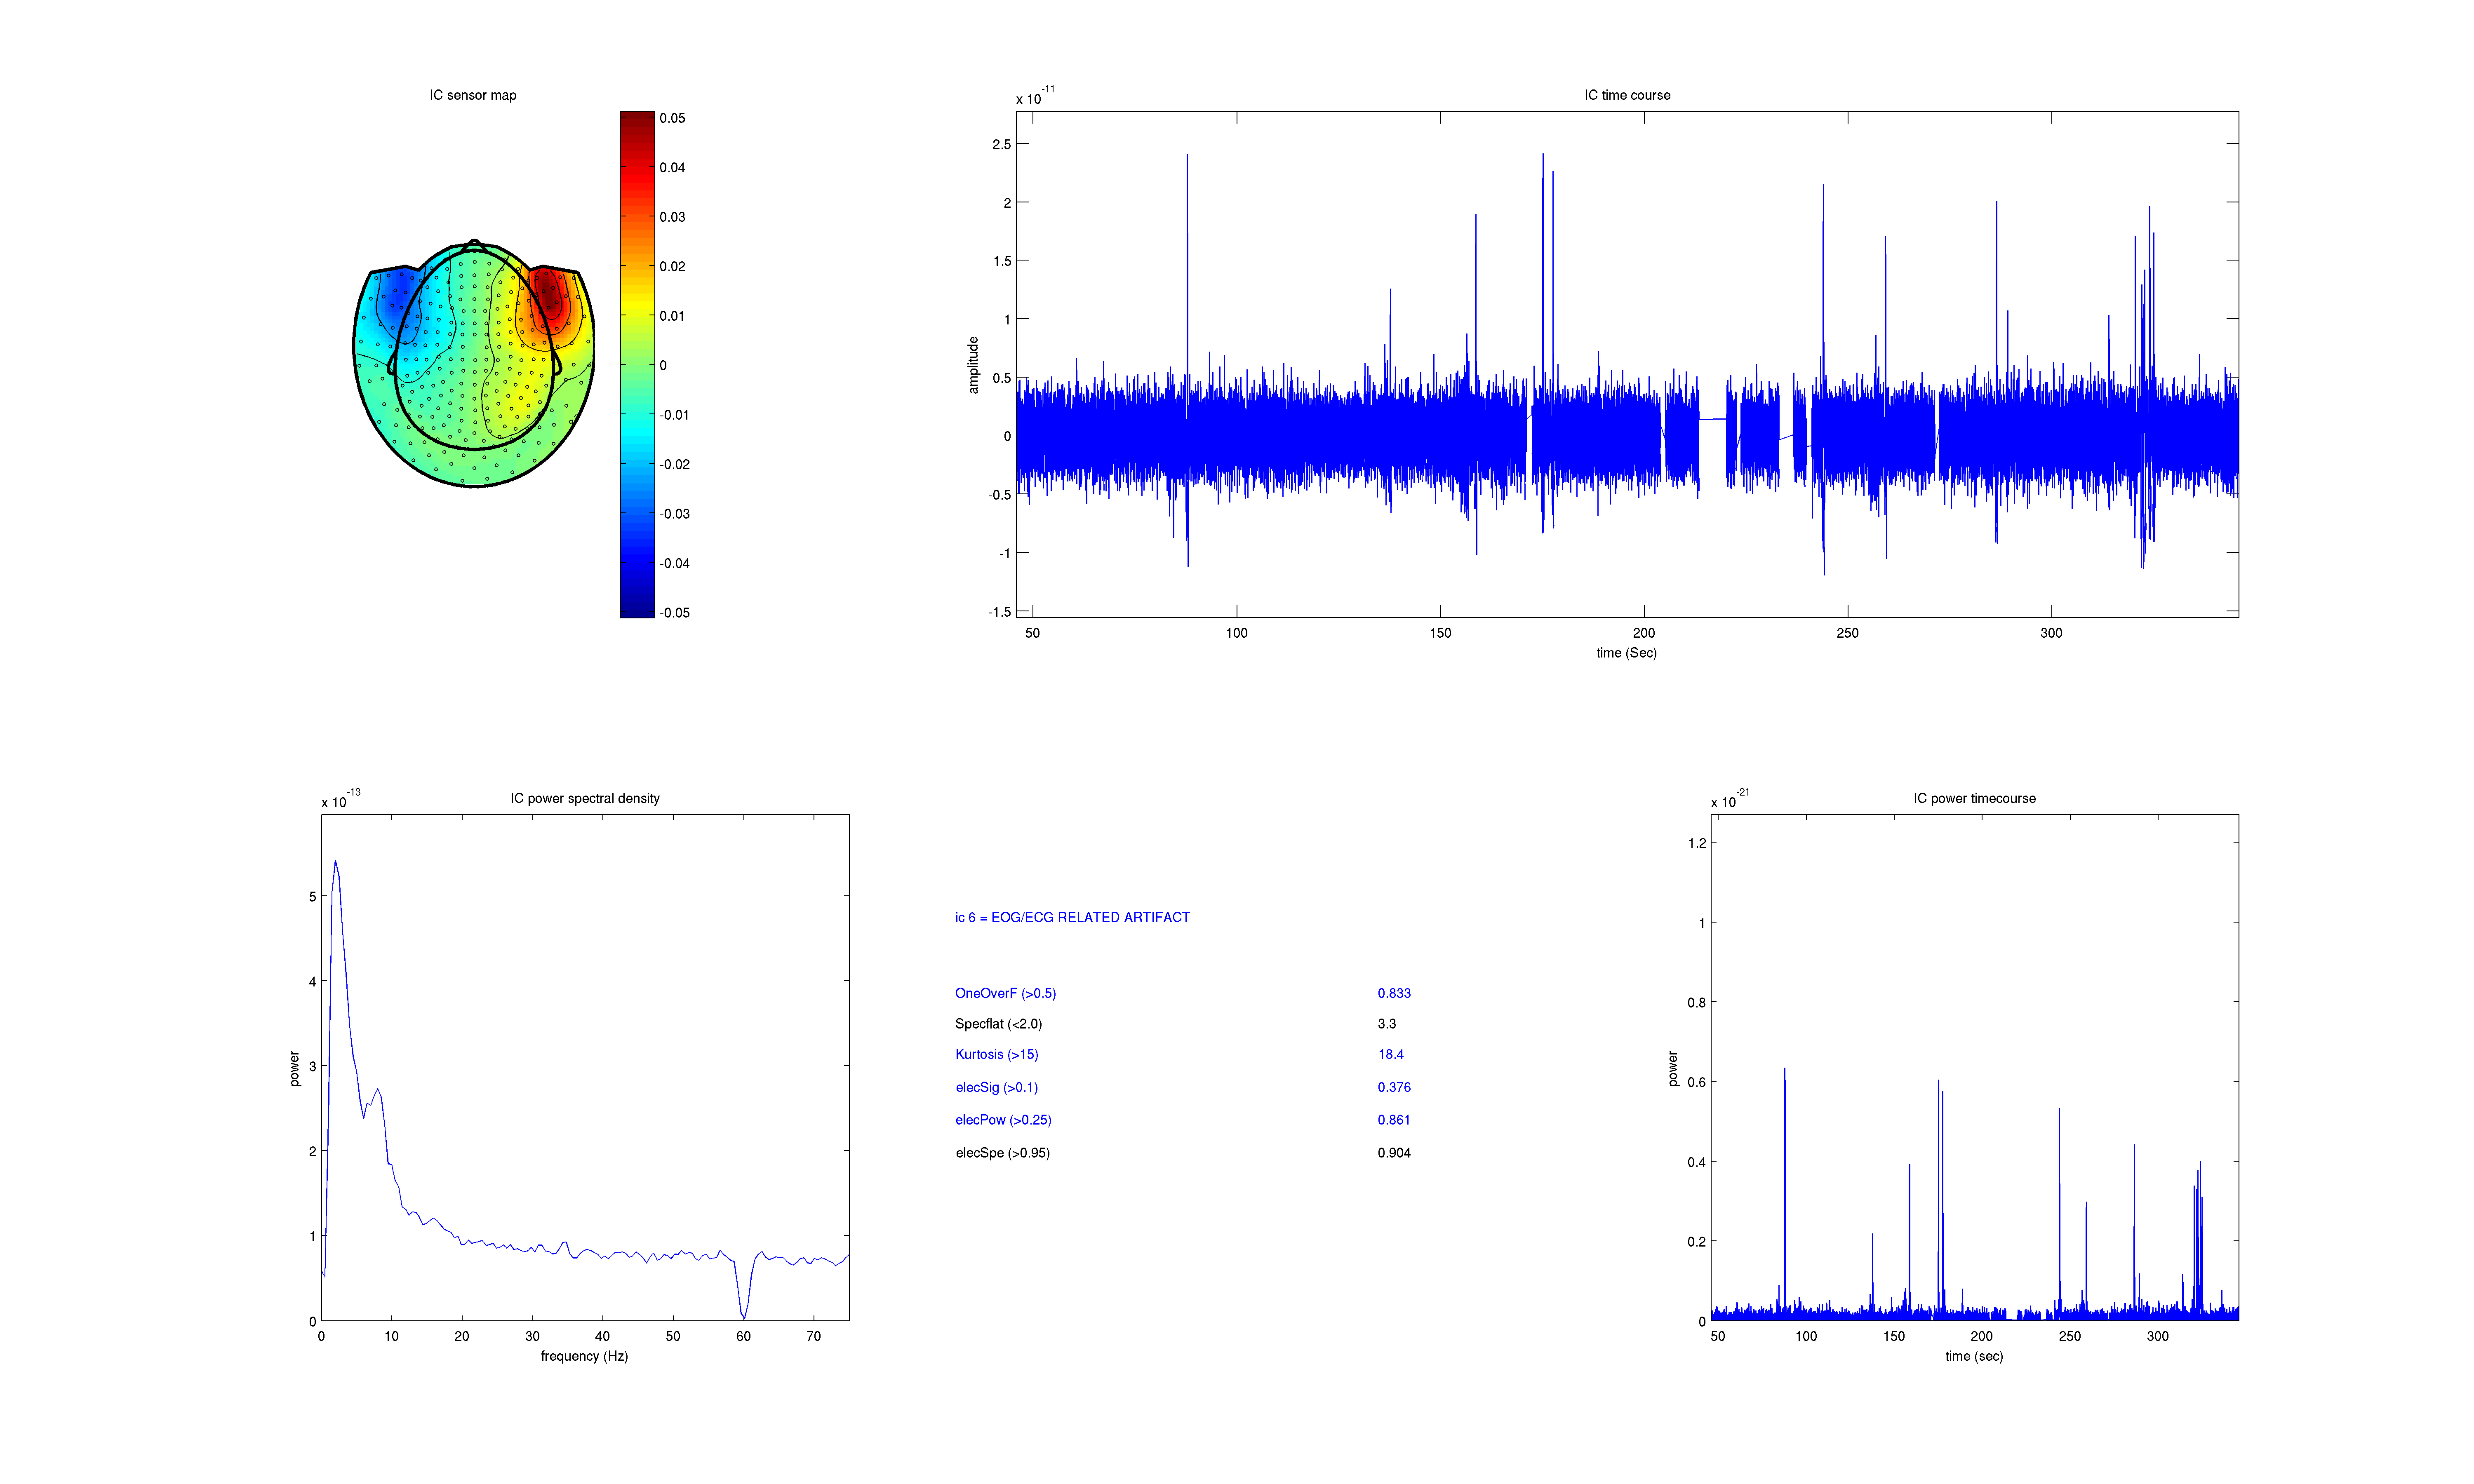 IC sensor map
0.05
0.04
0.03
0.02
0.01
0
-0.01
-0.02
-0.03
-0.04
-0.05
IC time course
x 10-11
2.5
2
1.5
1
0.5
0
-0.5
-1
-1.5
amplitude
50 100 150 200 250 300
time (Sec)
IC power spectral density
x 10-13
5
4
3
2
1
0
power
0 10 20 30 40 50 60 70
frequency (Hz)
ic 6 = EOG/ECG RELATED ARTIFACT
OneOverF (>0.5) 0.833
Specflat (<2.0) 3.3
Kurtosis (>15) 18.4
elecSig (>0.1) 0.376
elecPow (>0.25) 0.861
elecSpe (>0.95) 0.904
IC power timecourse
x 10-21
1.2
1
0.8
0.6
0.4
0.2
0
power
50 100 150 200 250 300
time (sec)